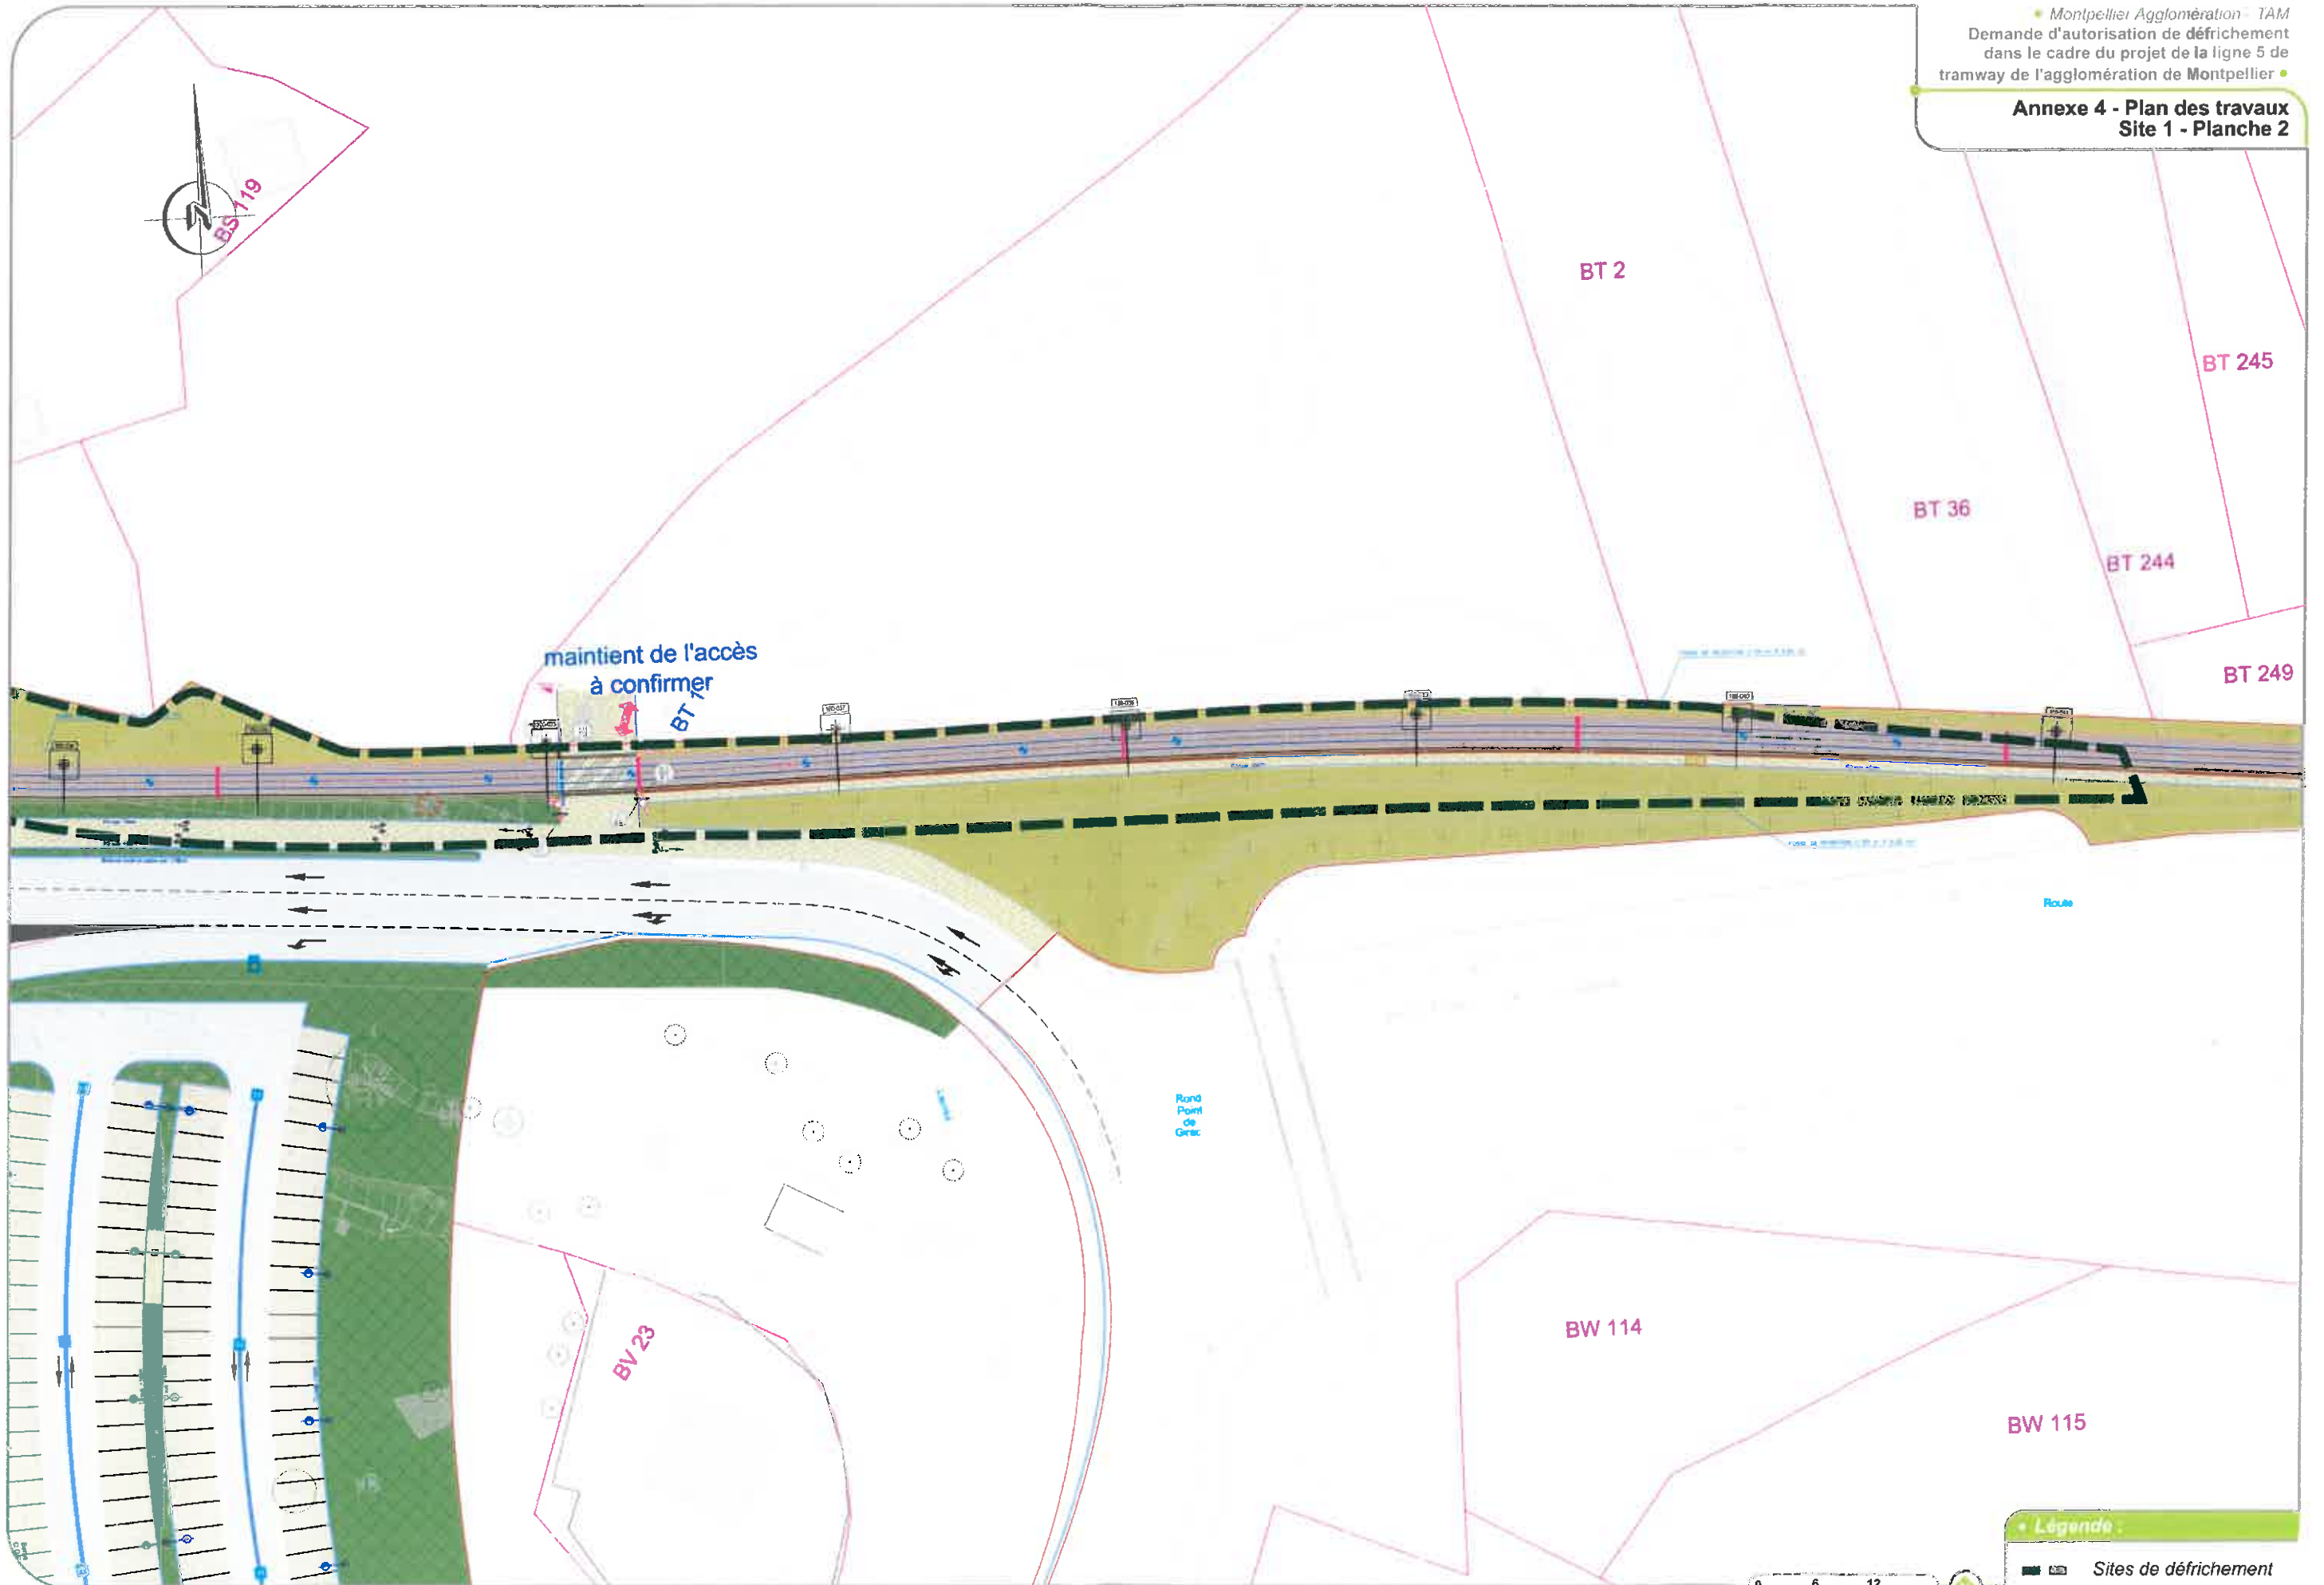 Montpellier Agglomération - TAM
Demande d'autorisation de défrichement
dans le cadre du projet de la ligne 5 de
tramway de l'agglomération de Montpellier
Annexe 4 - Plan des travaux
Site 1 - Planche 2
BS 119
BT 2
BT 245
BT 36
BT 244
BT 249
maintient de l'accès
à confirmer
BT 1
Route
Rond
Point
de
Girac
BV 23
BW 114
BW 115
Légende :
Sites de défrichement
0 6 12